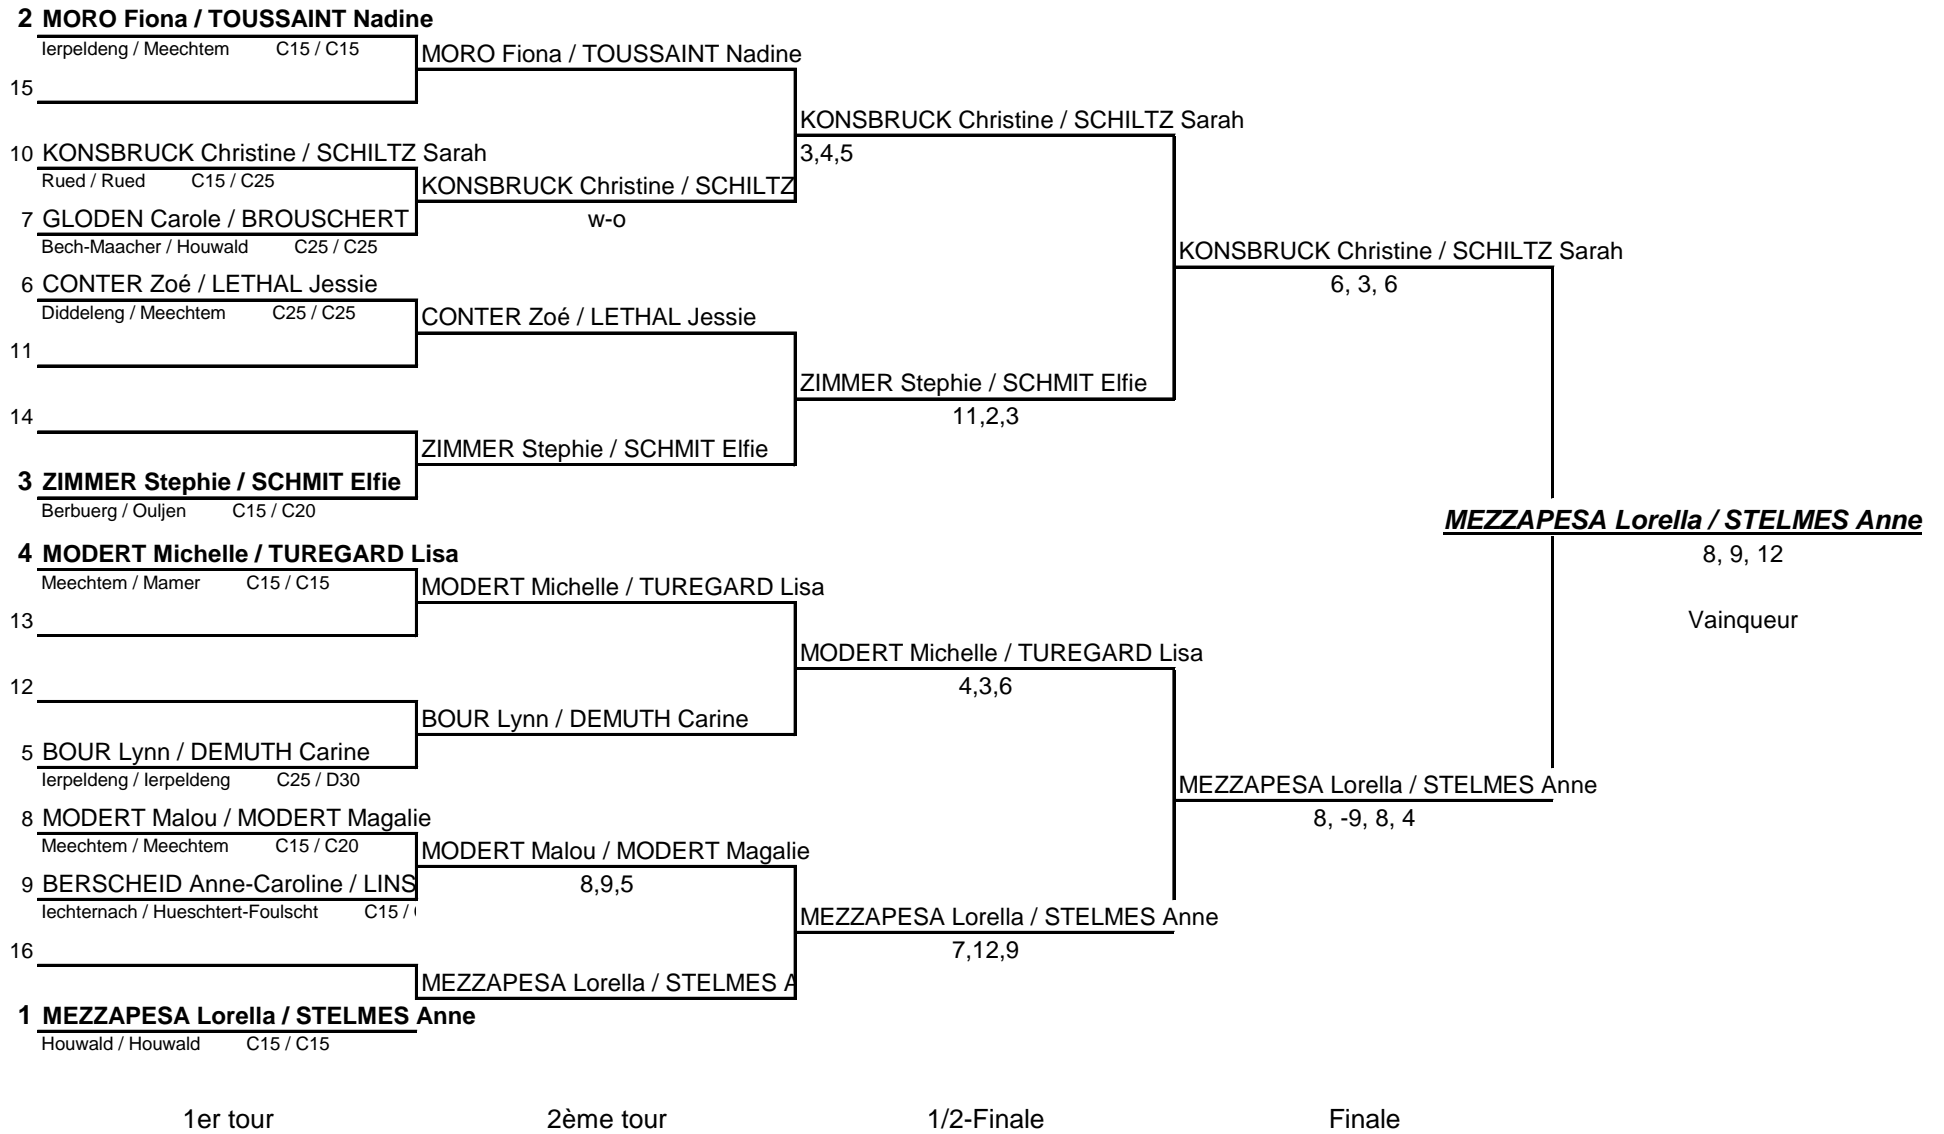 2 MORO Fiona / TOUSSAINT Nadine
Ierpeldeng / Meechtem C15 / C15
MORO Fiona / TOUSSAINT Nadine
15
KONSBRUCK Christine / SCHILTZ Sarah
10 KONSBRUCK Christine / SCHILTZ Sarah
3,4,5
Rued / Rued C15 / C25
KONSBRUCK Christine / SCHILTZ
7 GLODEN Carole / BROUSCHERT
w-o
Bech-Maacher / Houwald C25 / C25
KONSBRUCK Christine / SCHILTZ Sarah
6 CONTER Zoé / LETHAL Jessie
6, 3, 6
Diddeleng / Meechtem C25 / C25
CONTER Zoé / LETHAL Jessie
11
ZIMMER Stephie / SCHMIT Elfie
14
11,2,3
ZIMMER Stephie / SCHMIT Elfie
3 ZIMMER Stephie / SCHMIT Elfie
Berbuerg / Ouljen C15 / C20
MEZZAPESA Lorella / STELMES Anne
4 MODERT Michelle / TUREGARD Lisa
8, 9, 12
Meechtem / Mamer C15 / C15
MODERT Michelle / TUREGARD Lisa
13
Vainqueur
MODERT Michelle / TUREGARD Lisa
12
4,3,6
BOUR Lynn / DEMUTH Carine
5 BOUR Lynn / DEMUTH Carine
Ierpeldeng / Ierpeldeng C25 / D30
MEZZAPESA Lorella / STELMES Anne
8 MODERT Malou / MODERT Magalie
8, -9, 8, 4
Meechtem / Meechtem C15 / C20
MODERT Malou / MODERT Magalie
9 BERSCHEID Anne-Caroline / LINS
8,9,5
Iechternach / Hueschtert-Foulscht C15 /
MEZZAPESA Lorella / STELMES Anne
16
7,12,9
MEZZAPESA Lorella / STELMES A
1 MEZZAPESA Lorella / STELMES Anne
Houwald / Houwald C15 / C15
1er tour 2ème tour 1/2-Finale Finale